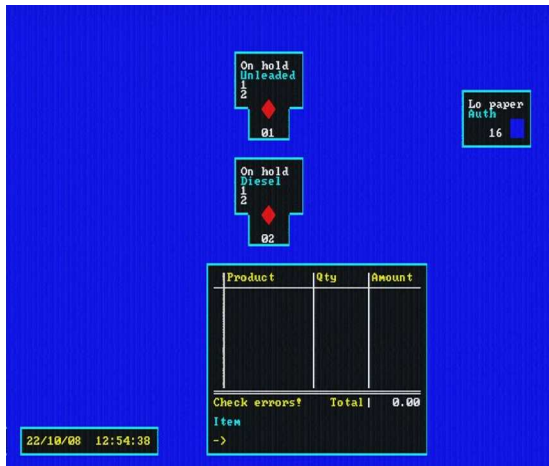 On hold
Unleaded
1
2
01
Lo paper
Auth
16
On hold
Diesel
1
2
02
Product Qty Amount
Check errors! Total 0.00
Item
->
22/10/08 12:54:38